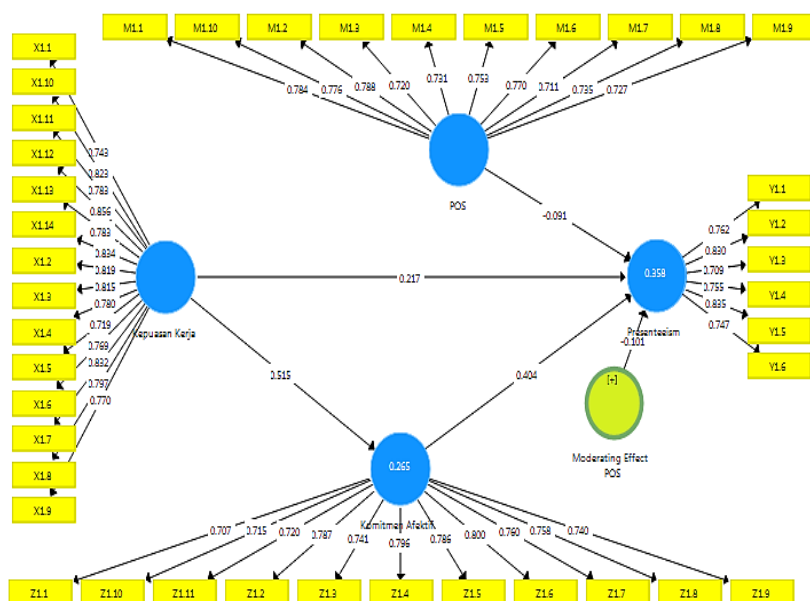 M1.1
M1.10
M1.2
M1.3
M1.4
M1.5
M1.6
M1.7
M1.8
M1.9
0.784
0.776
0.788
0.720
0.731
0.753
0.770
0.711
0.735
0.727
POS
X1.1
X1.10
X1.11
X1.12
X1.13
X1.14
X1.2
X1.3
X1.4
X1.5
X1.6
X1.7
X1.8
X1.9
0.743
0.823
0.783
0.856
0.783
0.834
0.819
0.815
0.780
0.719
0.769
0.832
0.797
0.770
Kepuasan Kerja
-0.091
0.217
0.515
0.404
-0.101
0.358
Presenteeism
Y1.1
Y1.2
Y1.3
Y1.4
Y1.5
Y1.6
0.762
0.830
0.709
0.755
0.835
0.747
[+]
Moderating Effect
POS
0.265
Komitmen Afektif
0.707
0.715
0.720
0.787
0.741
0.796
0.786
0.800
0.760
0.758
0.740
Z1.1
Z1.10
Z1.11
Z1.2
Z1.3
Z1.4
Z1.5
Z1.6
Z1.7
Z1.8
Z1.9